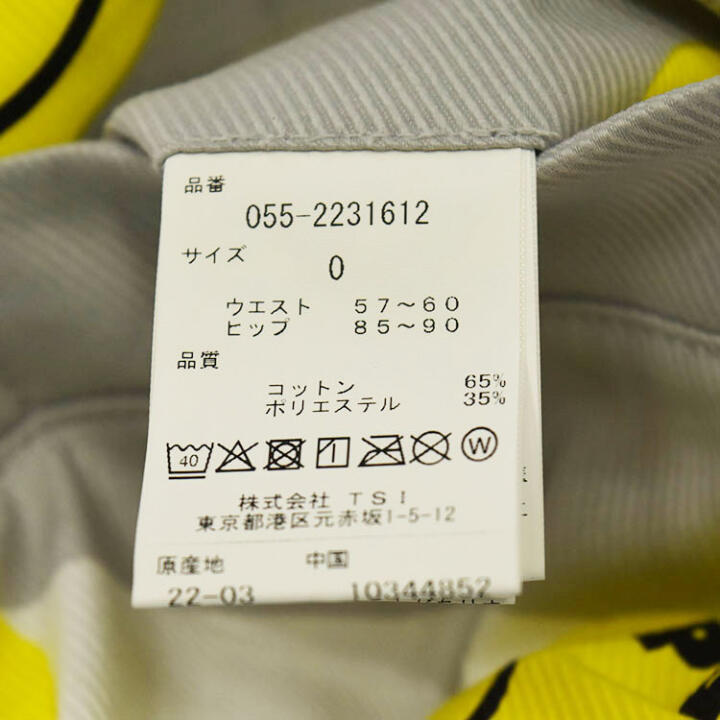 品番
055-2231612
サイズ
0
ウエスト 57～60
ヒップ 85～90
品質
コットン 65%
ポリエステル 35%
40
W
株式会社 TSI
東京都港区元赤坂1-5-12
原産地 中国
22-03 10344852